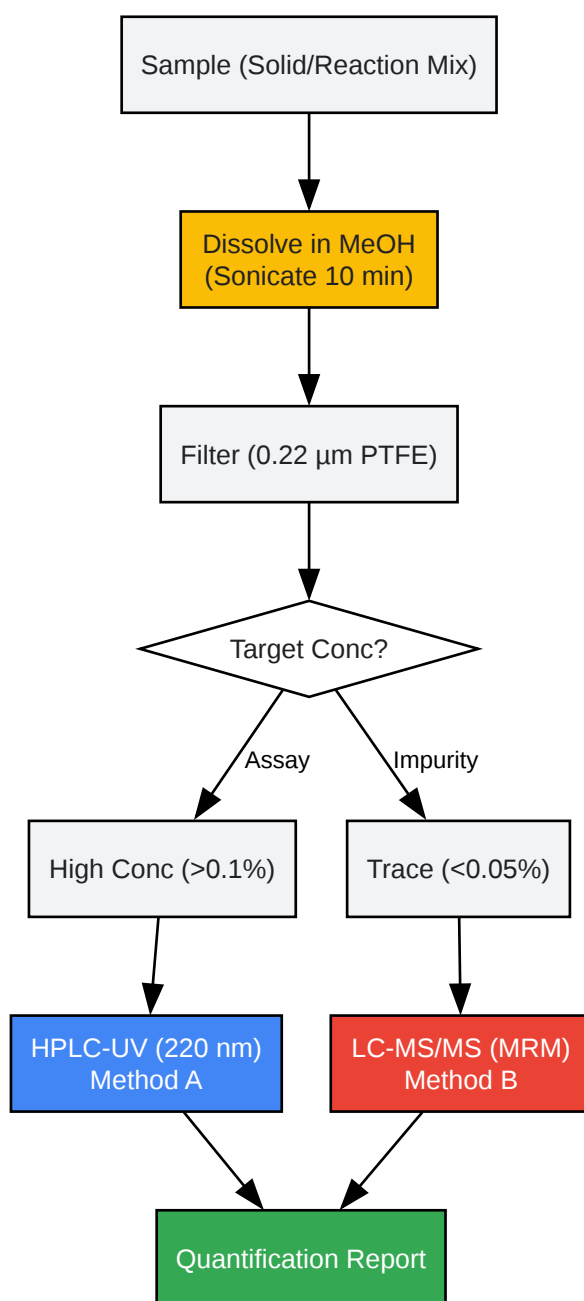 Sample (Solid/Reaction Mix)
Dissolve in MeOH
(Sonicate 10 min)
Filter (0.22 µm PTFE)
Target Conc?
Assay
Impurity
High Conc (>0.1%)
Trace (<0.05%)
HPLC-UV (220 nm)
Method A
LC-MS/MS (MRM)
Method B
Quantification Report